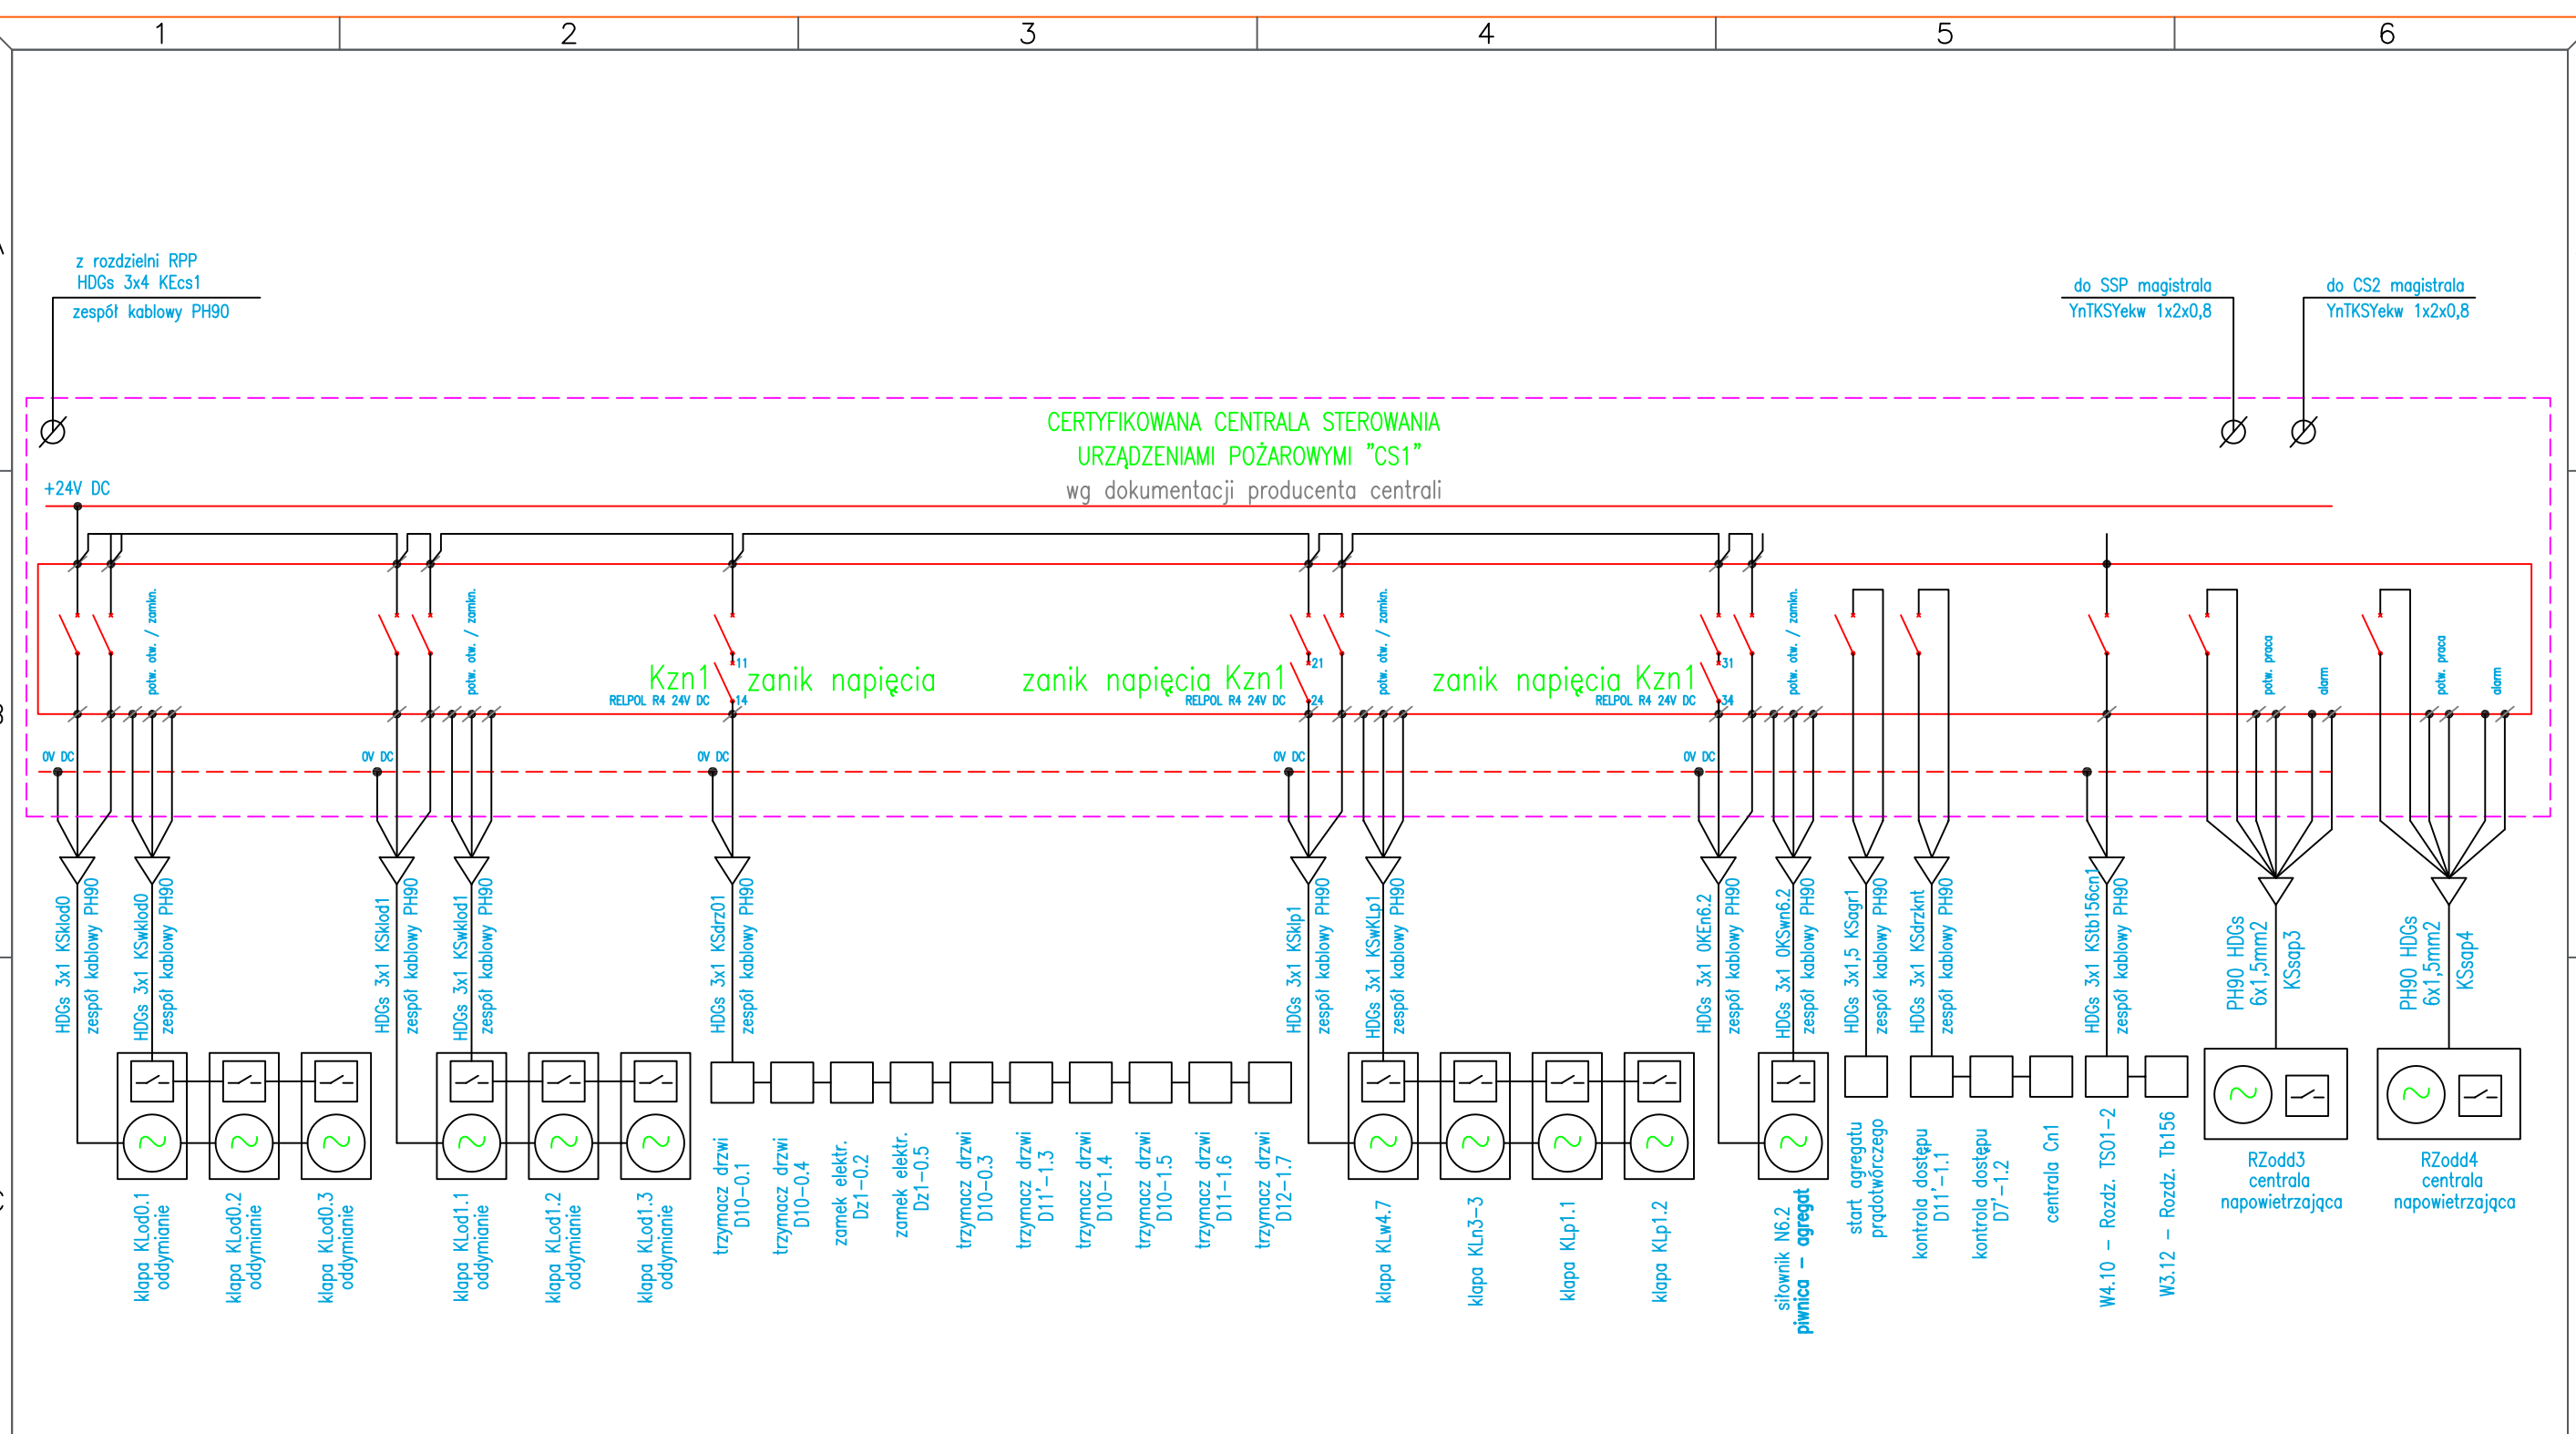 1 2 3 4 5 6
z rozdzielni RPP
HDGs 3x4 KEcs1
zespół kablowy PH90
do SSP magistrala
YnTKSYekw 1x2x0,8
do CS2 magistrala
YnTKSYekw 1x2x0,8
CERTYFIKOWANA CENTRALA STEROWANIA
URZĄDZENIAMI POŻAROWYMI "CS1"
wg dokumentacji producenta centrali
+24V DC
potw. otw. / zamkn.
potw. otw. / zamkn.
Kzn1
11
zanik napięcia
RELPOL R4 24V DC
14
zanik napięcia Kzn1
21
RELPOL R4 24V DC
24
potw. otw. / zamkn.
zanik napięcia Kzn1
31
RELPOL R4 24V DC
34
potw. otw. / zamkn.
potw. praca
alarm
potw. praca
alarm
0V DC
0V DC
0V DC
0V DC
0V DC
HDGs 3x1 KSklod0
zespół kablowy PH90
HDGs 3x1 KSwklod0
zespół kablowy PH90
HDGs 3x1 KSklod1
zespół kablowy PH90
HDGs 3x1 KSwklod1
zespół kablowy PH90
HDGs 3x1 KSdrz01
zespół kablowy PH90
HDGs 3x1 KSklp1
zespół kablowy PH90
HDGs 3x1 KSwKLp1
zespół kablowy PH90
HDGs 3x1 OKEn6.2
zespół kablowy PH90
HDGs 3x1 OKSwn6.2
zespół kablowy PH90
HDGs 3x1,5 KSagr1
zespół kablowy PH90
HDGs 3x1 KSdrzknt
zespół kablowy PH90
HDGs 3x1 KStb156cn1
zespół kablowy PH90
PH90 HDGs
6x1,5mm2
KSsap3
PH90 HDGs
6x1,5mm2
KSsap4
klapa KLod0.1
oddymianie
klapa KLod0.2
oddymianie
klapa KLod0.3
oddymianie
klapa KLod1.1
oddymianie
klapa KLod1.2
oddymianie
klapa KLod1.3
oddymianie
trzymacz drzwi
D10-0.1
trzymacz drzwi
D10-0.4
zamek elektr.
Dz1-0.2
zamek elektr.
Dz1-0.5
trzymacz drzwi
D10-0.3
trzymacz drzwi
D11'-1.3
trzymacz drzwi
D10-1.4
trzymacz drzwi
D10-1.5
trzymacz drzwi
D11-1.6
trzymacz drzwi
D12-1.7
klapa KLw4.7
klapa KLn3-3
klapa KLp1.1
klapa KLp1.2
siłownik N6.2
piwnica - agregat
start agregatu
prądotwórczego
kontrola dostępu
D11'-1.1
kontrola dostępu
D7'-1.2
centrala Cn1
W4.10 - Rozdz. TS01-2
W3.12 - Rozdz. Tb156
RZodd3
centrala
napowietrzająca
RZodd4
centrala
napowietrzająca